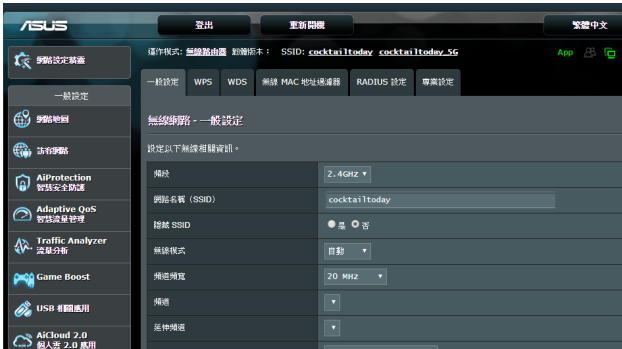 ASUS 登出 重新開機 繁體中文
運作模式: 無線路由器 韌體版本: SSID: cocktailtoday cocktailtoday_5G App
網路設定精靈
一般設定 WPS WDS 無線 MAC 地址過濾器 RADIUS 設定 專業設定
一般設定
網路地圖
無線網路 - 一般設定
訪客網路
設定以下無線相關資訊。
AiProtection
智慧安全防護
頻段 2.4GHz
網路名稱 (SSID) cocktailtoday
Adaptive QoS
智慧流量管理
隱藏 SSID 是 否
Traffic Analyzer
流量分析
無線模式 自動
Game Boost
頻道頻寬 20 MHz
頻道
USB 相關應用
延伸頻道
AiCloud 2.0
個人雲 2.0 應用